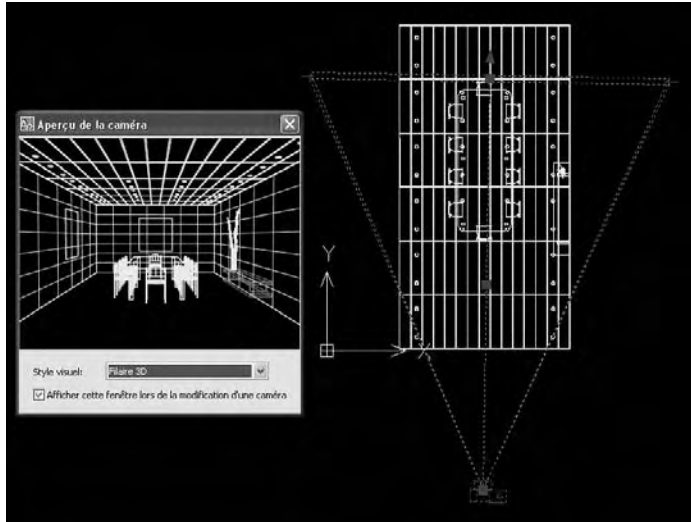 Aperçu de la caméra
Style visuel:
Filaire 3D
Afficher cette fenêtre lors de la modification d'une caméra
Y
X